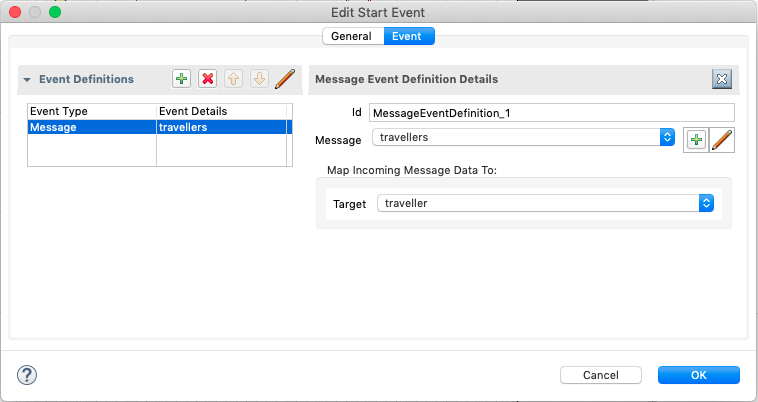 Edit Start Event
General Event
Event Definitions
Event Type Event Details
Message travellers
Message Event Definition Details
Id MessageEventDefinition_1
Message travellers
Map Incoming Message Data To:
Target traveller
? Cancel OK